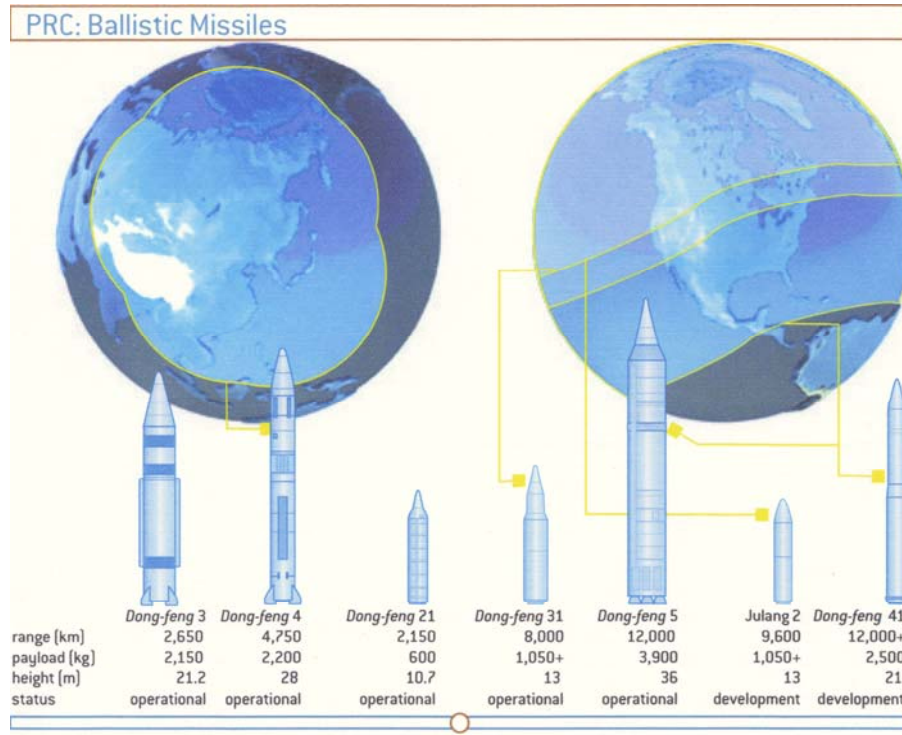 PRC: Ballistic Missiles
Dong-feng 3 Dong-feng 4 Dong-feng 21 Dong-feng 31 Dong-feng 5 Julang 2 Dong-feng 41
range (km) 2,650 4,750 2,150 8,000 12,000 9,600 12,000+
payload (kg) 2,150 2,200 600 1,050+ 3,900 1,050+ 2,500
height (m) 21.2 28 10.7 13 36 13 21
status operational operational operational operational operational development development